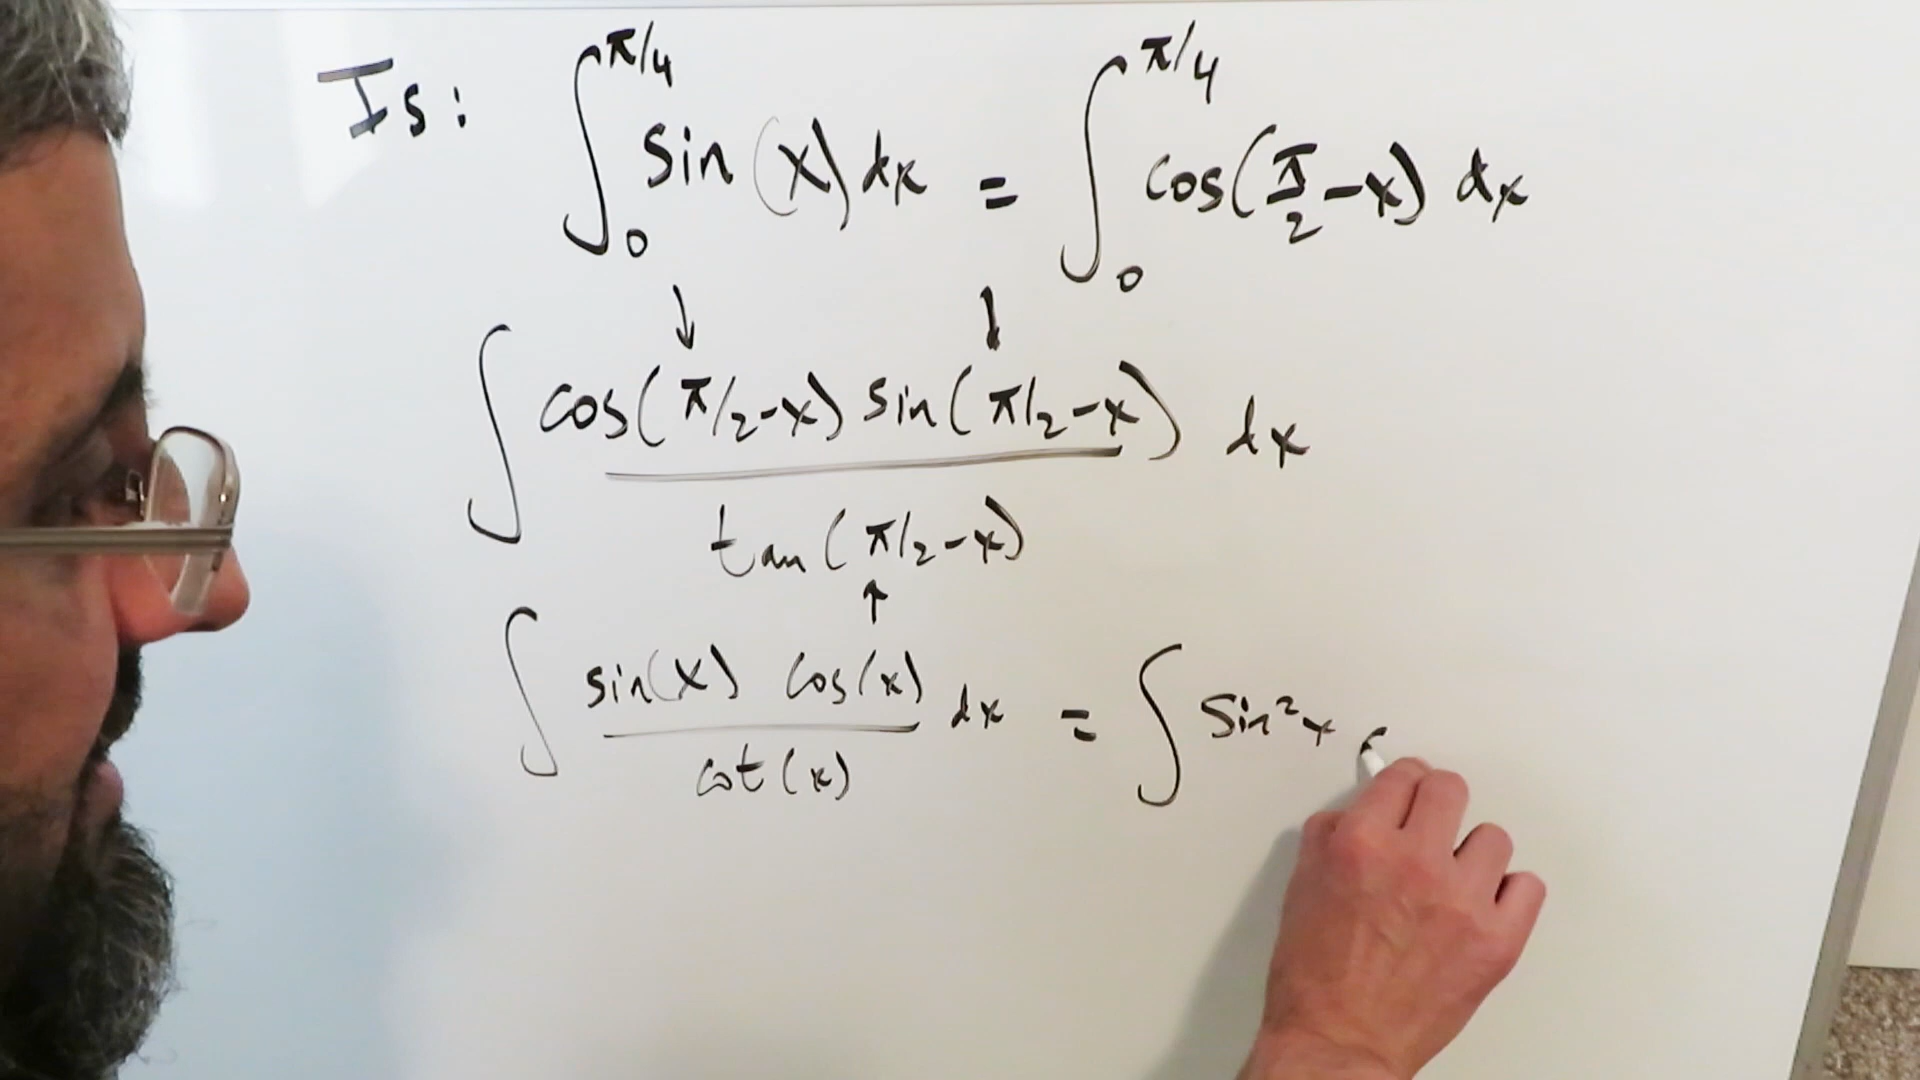 Is: ∫₀^π/4 sin(x) dx = ∫₀^π/4 cos(π/2 - x) dx
↓ ↓
∫ cos(π/2 - x) sin(π/2 - x) / tan(π/2 - x) dx
↑
∫ sin(x) cos(x) / cot(x) dx = ∫ sin²x